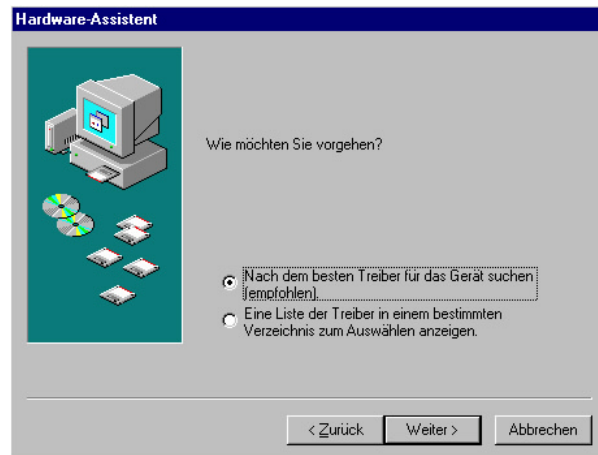 Hardware-Assistent
Wie möchten Sie vorgehen?
Nach dem besten Treiber für das Gerät suchen
(empfohlen).
Eine Liste der Treiber in einem bestimmten
Verzeichnis zum Auswählen anzeigen.
< Zurück
Weiter >
Abbrechen